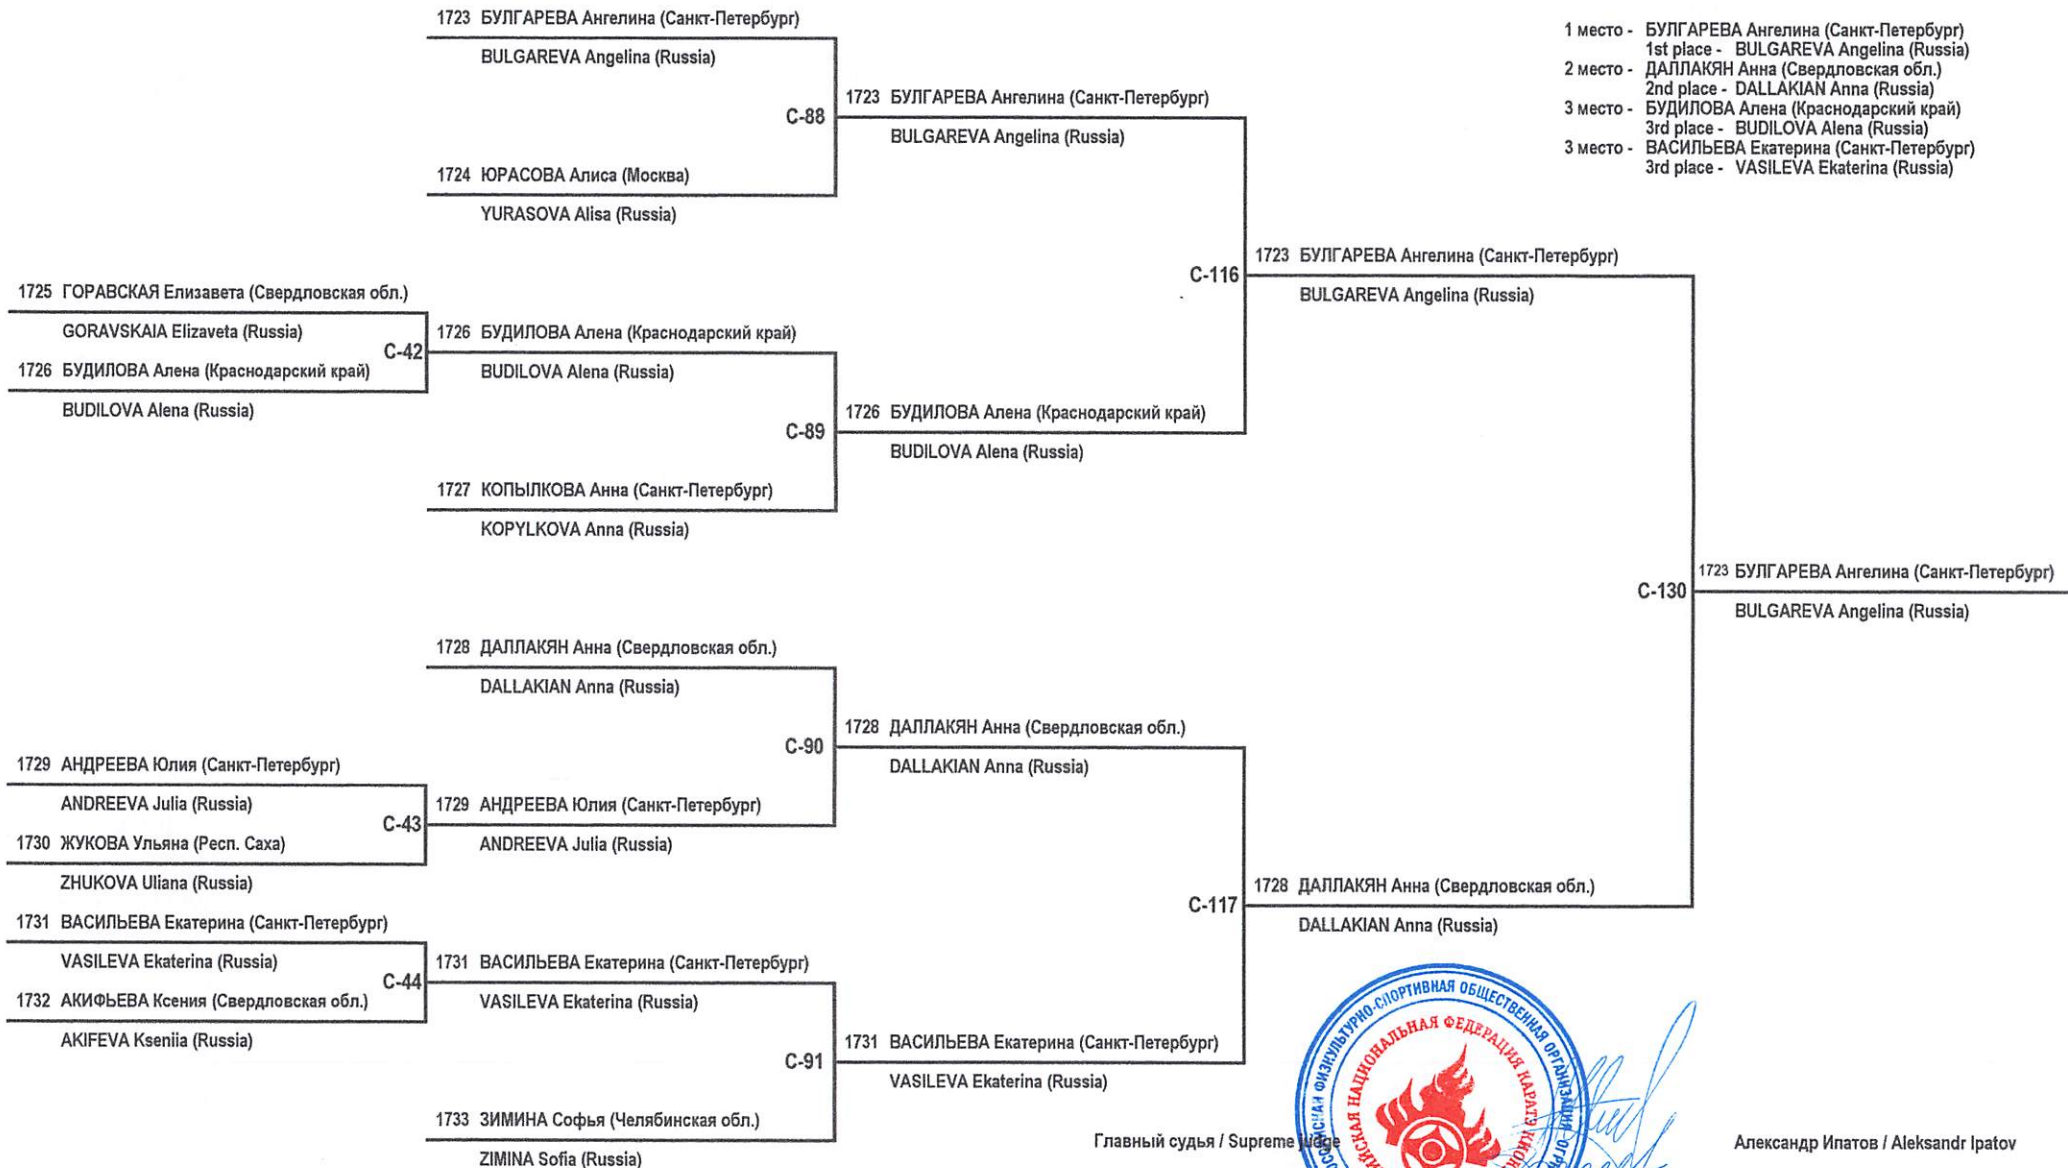 1723 БУЛГАРЕВА Ангелина (Санкт-Петербург)
BULGAREVA Angelina (Russia)
C-88
1724 ЮРАСОВА Алиса (Москва)
YURASOVA Alisa (Russia)
1725 ГОРАВСКАЯ Елизавета (Свердловская обл.)
GORAVSKAIA Elizaveta (Russia)
C-42
1726 БУДИЛОВА Алена (Краснодарский край)
BUDILOVA Alena (Russia)
1726 БУДИЛОВА Алена (Краснодарский край)
BUDILOVA Alena (Russia)
C-89
1727 КОПЫЛКОВА Анна (Санкт-Петербург)
KOPYLKOVA Anna (Russia)
1728 ДАЛЛАКЯН Анна (Свердловская обл.)
DALLAKIAN Anna (Russia)
C-90
1729 АНДРЕЕВА Юлия (Санкт-Петербург)
ANDREEVA Julia (Russia)
C-43
1730 ЖУКОВА Ульяна (Респ. Саха)
ZHUKOVA Uliana (Russia)
1729 АНДРЕЕВА Юлия (Санкт-Петербург)
ANDREEVA Julia (Russia)
1731 ВАСИЛЬЕВА Екатерина (Санкт-Петербург)
VASILEVA Ekaterina (Russia)
C-44
1732 АКИФЬЕВА Ксения (Свердловская обл.)
AKIFEVA Kseniia (Russia)
1731 ВАСИЛЬЕВА Екатерина (Санкт-Петербург)
VASILEVA Ekaterina (Russia)
C-91
1733 ЗИМИНА Софья (Челябинская обл.)
ZIMINA Sofia (Russia)
1723 БУЛГАРЕВА Ангелина (Санкт-Петербург)
BULGAREVA Angelina (Russia)
C-116
1726 БУДИЛОВА Алена (Краснодарский край)
BUDILOVA Alena (Russia)
1728 ДАЛЛАКЯН Анна (Свердловская обл.)
DALLAKIAN Anna (Russia)
C-117
1731 ВАСИЛЬЕВА Екатерина (Санкт-Петербург)
VASILEVA Ekaterina (Russia)
1723 БУЛГАРЕВА Ангелина (Санкт-Петербург)
BULGAREVA Angelina (Russia)
C-130
1728 ДАЛЛАКЯН Анна (Свердловская обл.)
DALLAKIAN Anna (Russia)
1723 БУЛГАРЕВА Ангелина (Санкт-Петербург)
BULGAREVA Angelina (Russia)
1 место - БУЛГАРЕВА Ангелина (Санкт-Петербург)
1st place - BULGAREVA Angelina (Russia)
2 место - ДАЛЛАКЯН Анна (Свердловская обл.)
2nd place - DALLAKIAN Anna (Russia)
3 место - БУДИЛОВА Алена (Краснодарский край)
3rd place - BUDILOVA Alena (Russia)
3 место - ВАСИЛЬЕВА Екатерина (Санкт-Петербург)
3rd place - VASILEVA Ekaterina (Russia)
Главный судья / Supreme judge
Александр Ипатов / Aleksandr Ipatov
ФИЗКУЛЬТУРНО-СПОРТИВНАЯ ОБЩЕСТВЕННАЯ ОРГАНИЗАЦИЯ
НАЦИОНАЛЬНАЯ ФЕДЕРАЦИЯ КАРАТЭ